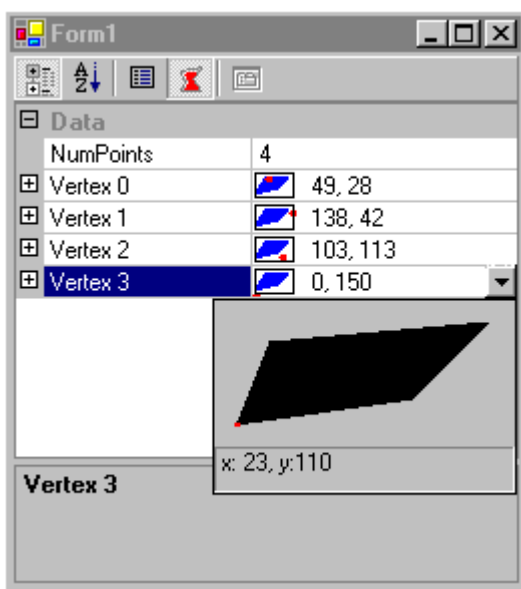 Form1
Data
NumPoints 4
Vertex 0 49, 28
Vertex 1 138, 42
Vertex 2 103, 113
Vertex 3 0, 150
x: 23, y:110
Vertex 3